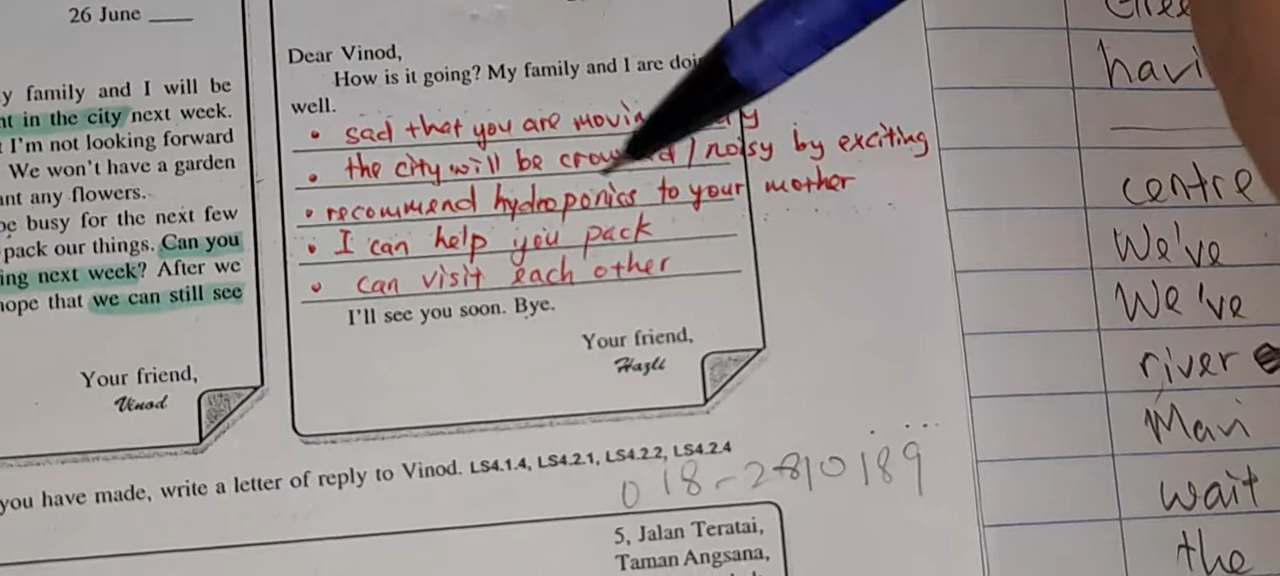 26 June
y family and I will be
nt in the city next week.
I'm not looking forward
We won't have a garden
ant any flowers.
be busy for the next few
pack our things. Can you
ing next week? After we
hope that we can still see
Your friend,
Vinod
Dear Vinod,
How is it going? My family and I are doi
well.
• sad that you are movin
• the city will be crow d / noisy by exciting
• recommend hydroponics to your mother
• I can help you pack
• can visit each other
I'll see you soon. Bye.
Your friend,
Hazli
you have made, write a letter of reply to Vinod. LS4.1.4, LS4.2.1, LS4.2.2, LS4.2.4
018-2810189
5, Jalan Teratai,
Taman Angsana,
havi
centre
We've
We've
river
Mari
wait
the